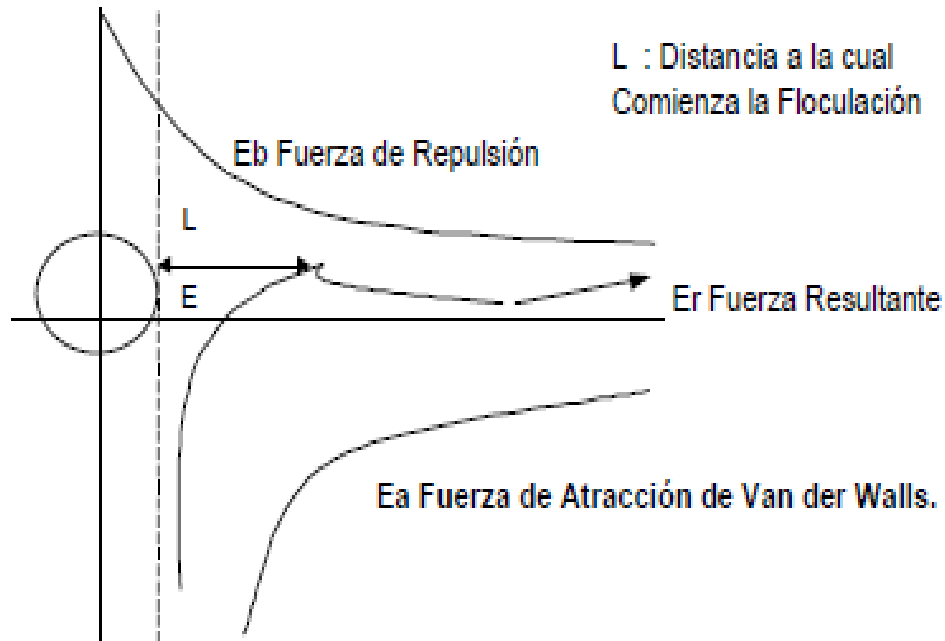 L : Distancia a la cual
Comienza la Floculación
Eb Fuerza de Repulsión
L
E
Er Fuerza Resultante
Ea Fuerza de Atracción de Van der Walls.